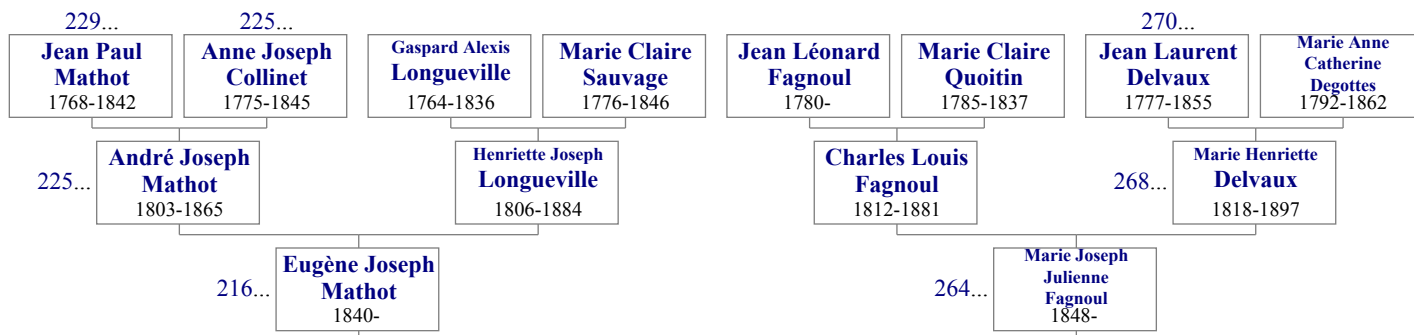 229...
225...
270...
Jean Paul
Mathot
1768-1842
Anne Joseph
Collinet
1775-1845
Gaspard Alexis
Longueville
1764-1836
Marie Claire
Sauvage
1776-1846
Jean Léonard
Fagnoul
1780-
Marie Claire
Quoitin
1785-1837
Jean Laurent
Delvaux
1777-1855
Marie Anne
Catherine
Degottes
1792-1862
225...
André Joseph
Mathot
1803-1865
Henriette Joseph
Longueville
1806-1884
Charles Louis
Fagnoul
1812-1881
268...
Marie Henriette
Delvaux
1818-1897
216...
Eugène Joseph
Mathot
1840-
264...
Marie Joseph
Julienne
Fagnoul
1848-